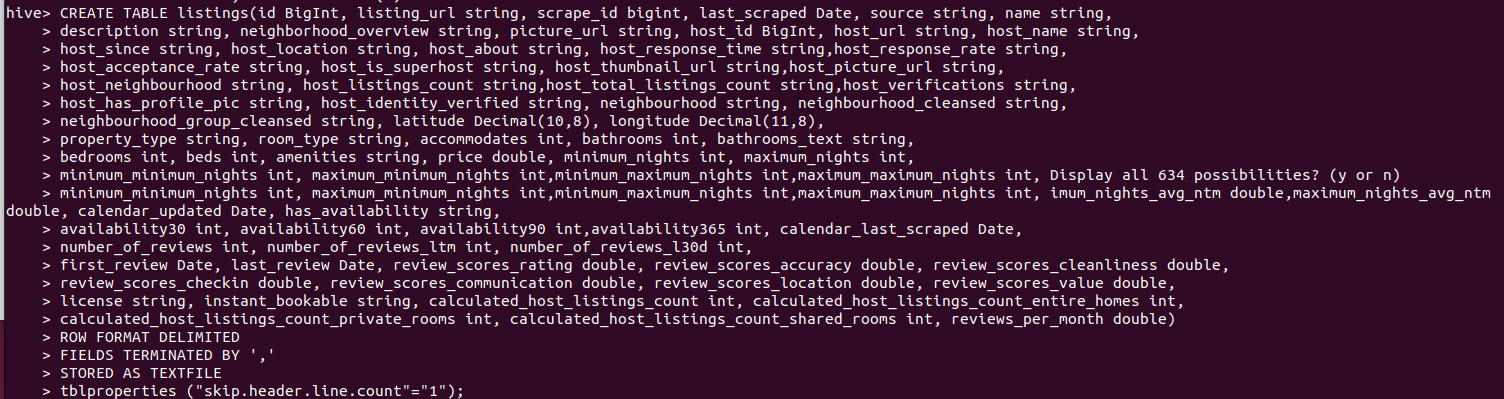 hive> CREATE TABLE listings(id BigInt, listing_url string, scrape_id bigint, last_scraped Date, source string, name string,
    > description string, neighborhood_overview string, picture_url string, host_id BigInt, host_url string, host_name string,
    > host_since string, host_location string, host_about string, host_response_time string,host_response_rate string,
    > host_acceptance_rate string, host_is_superhost string, host_thumbnail_url string,host_picture_url string,
    > host_neighbourhood string, host_listings_count string,host_total_listings_count string,host_verifications string,
    > host_has_profile_pic string, host_identity_verified string, neighbourhood string, neighbourhood_cleansed string,
    > neighbourhood_group_cleansed string, latitude Decimal(10,8), longitude Decimal(11,8),
    > property_type string, room_type string, accommodates int, bathrooms int, bathrooms_text string,
    > bedrooms int, beds int, amenities string, price double, minimum_nights int, maximum_nights int,
    > minimum_minimum_nights int, maximum_minimum_nights int,minimum_maximum_nights int,maximum_maximum_nights int, Display all 634 possibilities? (y or n)
    > minimum_minimum_nights int, maximum_minimum_nights int,minimum_maximum_nights int,maximum_maximum_nights int, imum_nights_avg_ntm double,maximum_nights_avg_ntm
double, calendar_updated Date, has_availability string,
    > availability30 int, availability60 int, availability90 int,availability365 int, calendar_last_scraped Date,
    > number_of_reviews int, number_of_reviews_ltm int, number_of_reviews_l30d int,
    > first_review Date, last_review Date, review_scores_rating double, review_scores_accuracy double, review_scores_cleanliness double,
    > review_scores_checkin double, review_scores_communication double, review_scores_location double, review_scores_value double,
    > license string, instant_bookable string, calculated_host_listings_count int, calculated_host_listings_count_entire_homes int,
    > calculated_host_listings_count_private_rooms int, calculated_host_listings_count_shared_rooms int, reviews_per_month double)
    > ROW FORMAT DELIMITED
    > FIELDS TERMINATED BY ','
    > STORED AS TEXTFILE
    > tblproperties ("skip.header.line.count"="1");